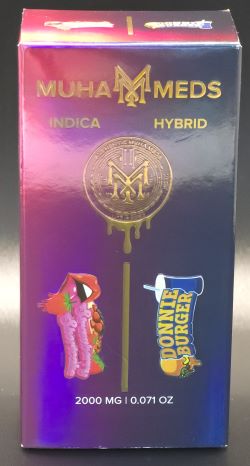 MUHA MEDS
INDICA HYBRID
DONNIE
BURGER
2000 MG | 0.071 OZ